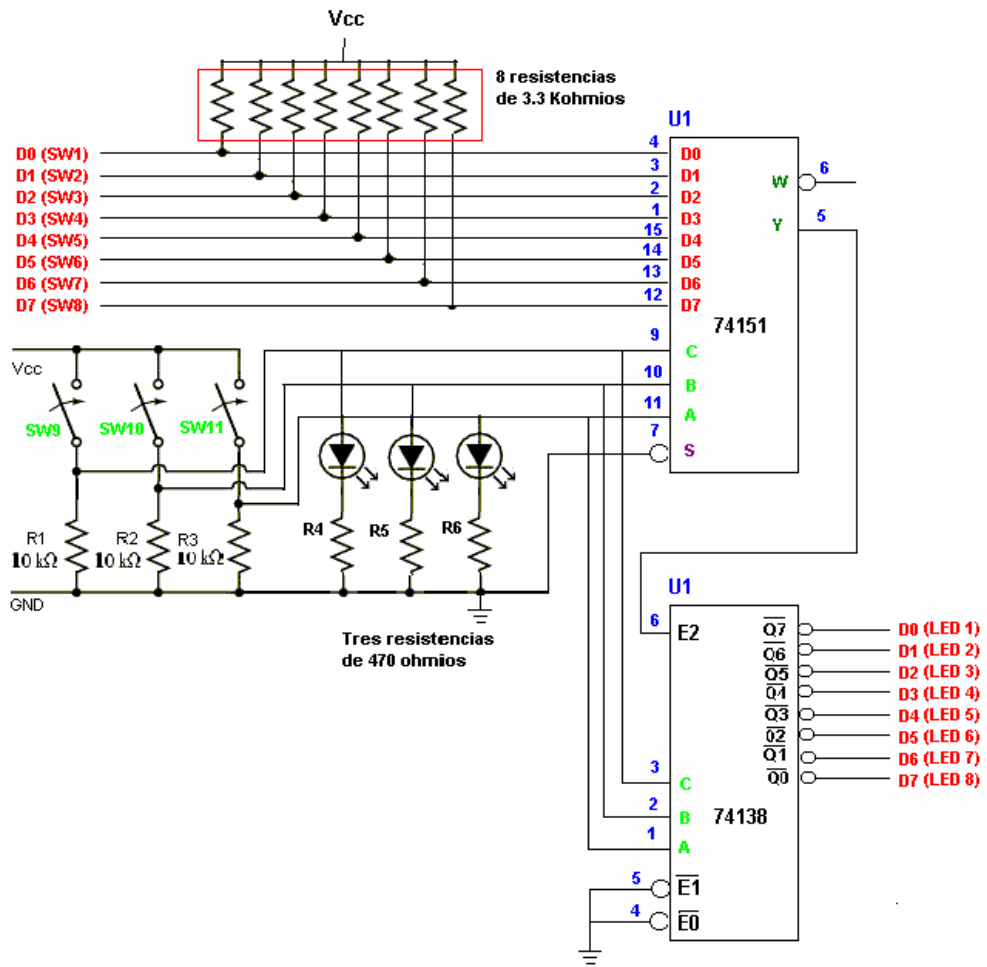 Vcc
8 resistencias
de 3.3 Kohmios
U1
D0 (SW1)
D1 (SW2)
D2 (SW3)
D3 (SW4)
D4 (SW5)
D5 (SW6)
D6 (SW7)
D7 (SW8)
4
3
2
1
15
14
13
12
D0
D1
D2
D3
D4
D5
D6
D7
W
6
Y
5
74151
9
C
10
B
11
A
7
S
Vcc
SW9
SW10
SW11
R1
10 kΩ
R2
10 kΩ
R3
10 kΩ
R4
R5
R6
GND
Tres resistencias
de 470 ohmios
U1
6
E2
Q7
Q6
Q5
Q4
Q3
Q2
Q1
Q0
D0 (LED 1)
D1 (LED 2)
D2 (LED 3)
D3 (LED 4)
D4 (LED 5)
D5 (LED 6)
D6 (LED 7)
D7 (LED 8)
3
C
2
B
1
A
74138
5
E1
4
E0